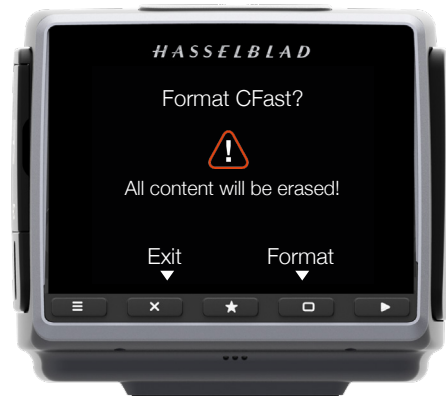 HASSELBLAD
Format CFast?
!
All content will be erased!
Exit Format